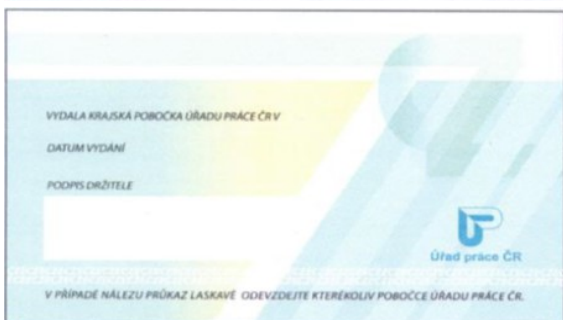 VYDALA KRAJSKÁ POBOČKA ÚŘADU PRÁCE ČR V
DATUM VYDÁNÍ
PODPIS DRŽITELE
Úřad práce ČR
V PŘÍPADĚ NÁLEZU PRŮKAZ LASKAVĚ ODEVZDEJTE KTERÉKOLIV POBOČCE ÚŘADU PRÁCE ČR.